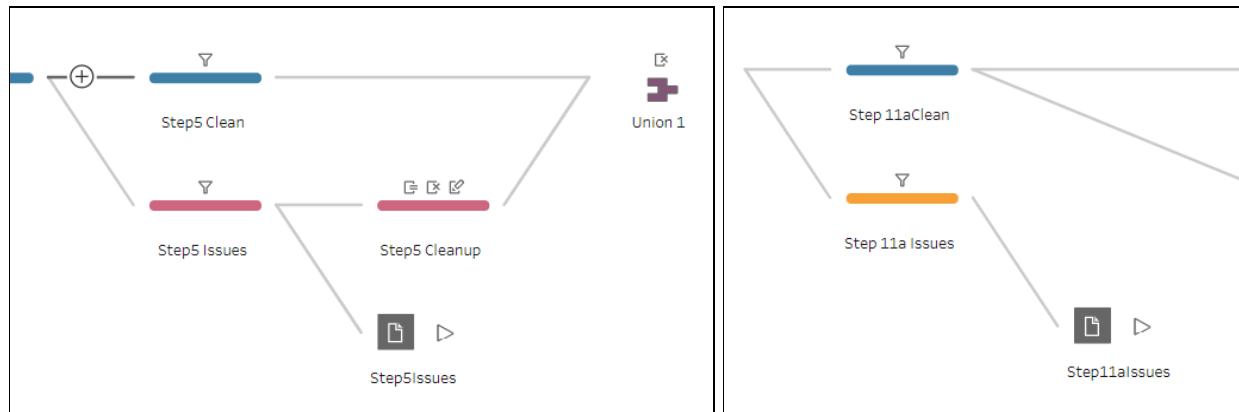 Step5 Clean
Union 1
Step5 Issues
Step5 Cleanup
Step5Issues
Step 11aClean
Step 11a Issues
Step11aIssues